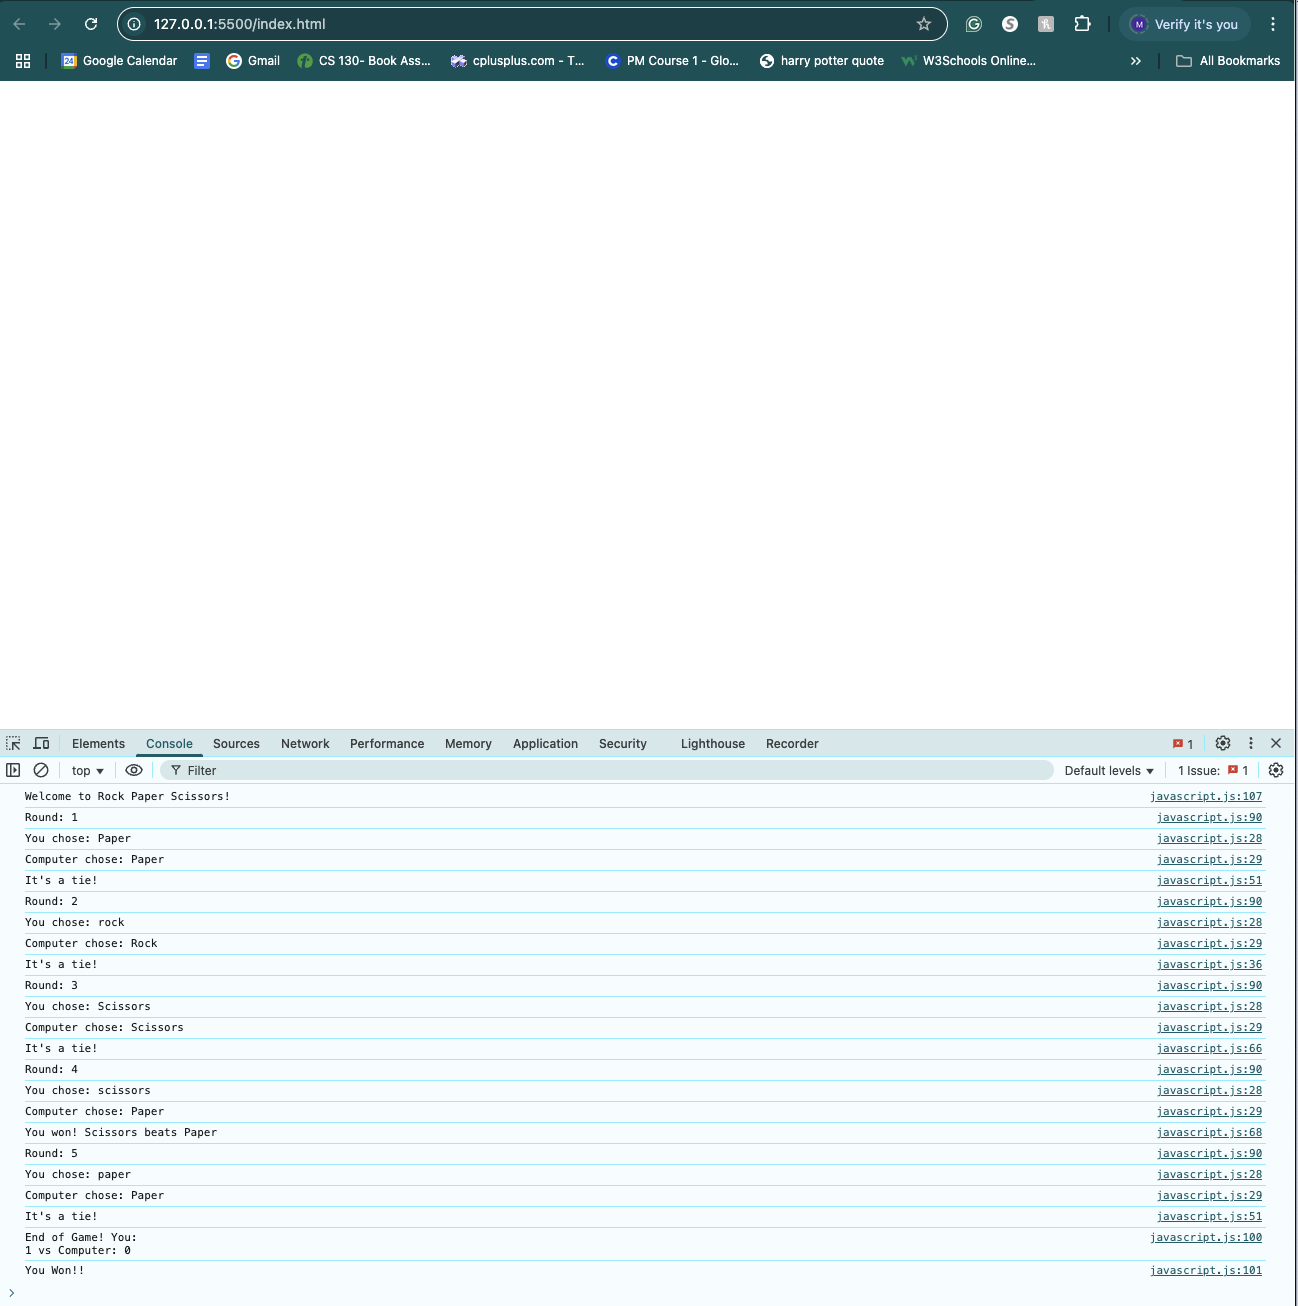 127.0.0.1:5500/index.html
M Verify it's you
24 Google Calendar
Gmail
CS 130- Book Ass...
cplusplus.com - T...
PM Course 1 - Glo...
harry potter quote
W3Schools Online...
All Bookmarks
Elements Console Sources Network Performance Memory Application Security Lighthouse Recorder 1
top Filter Default levels 1 Issue: 1
Welcome to Rock Paper Scissors! javascript.js:107
Round: 1 javascript.js:90
You chose: Paper javascript.js:28
Computer chose: Paper javascript.js:29
It's a tie! javascript.js:51
Round: 2 javascript.js:90
You chose: rock javascript.js:28
Computer chose: Rock javascript.js:29
It's a tie! javascript.js:36
Round: 3 javascript.js:90
You chose: Scissors javascript.js:28
Computer chose: Scissors javascript.js:29
It's a tie! javascript.js:66
Round: 4 javascript.js:90
You chose: scissors javascript.js:28
Computer chose: Paper javascript.js:29
You won! Scissors beats Paper javascript.js:68
Round: 5 javascript.js:90
You chose: paper javascript.js:28
Computer chose: Paper javascript.js:29
It's a tie! javascript.js:51
End of Game! You: javascript.js:100
1 vs Computer: 0
You Won!! javascript.js:101